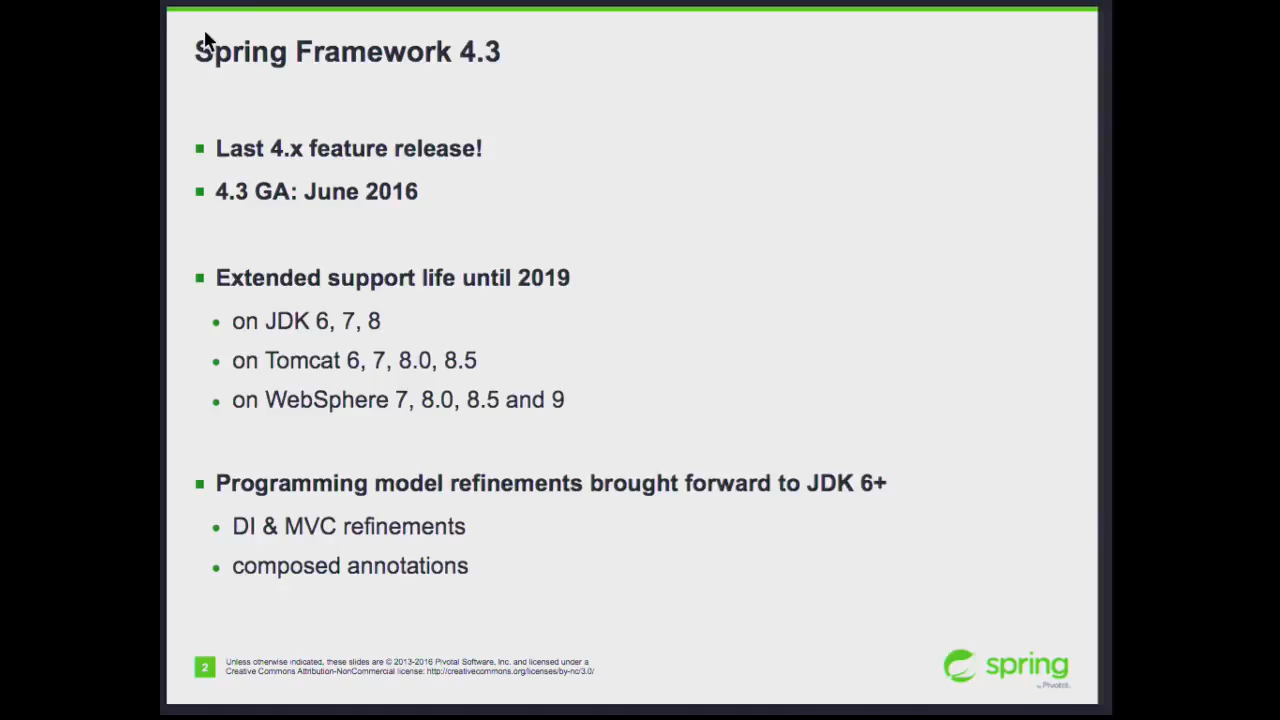 Spring Framework 4.3
Last 4.x feature release!
4.3 GA: June 2016
Extended support life until 2019
on JDK 6, 7, 8
on Tomcat 6, 7, 8.0, 8.5
on WebSphere 7, 8.0, 8.5 and 9
Programming model refinements brought forward to JDK 6+
DI & MVC refinements
composed annotations
2
Unless otherwise indicated, these slides are © 2013-2016 Pivotal Software, Inc. and licensed under a
Creative Commons Attribution-NonCommercial license: http://creativecommons.org/licenses/by-nc/3.0/
spring
by Pivotal.